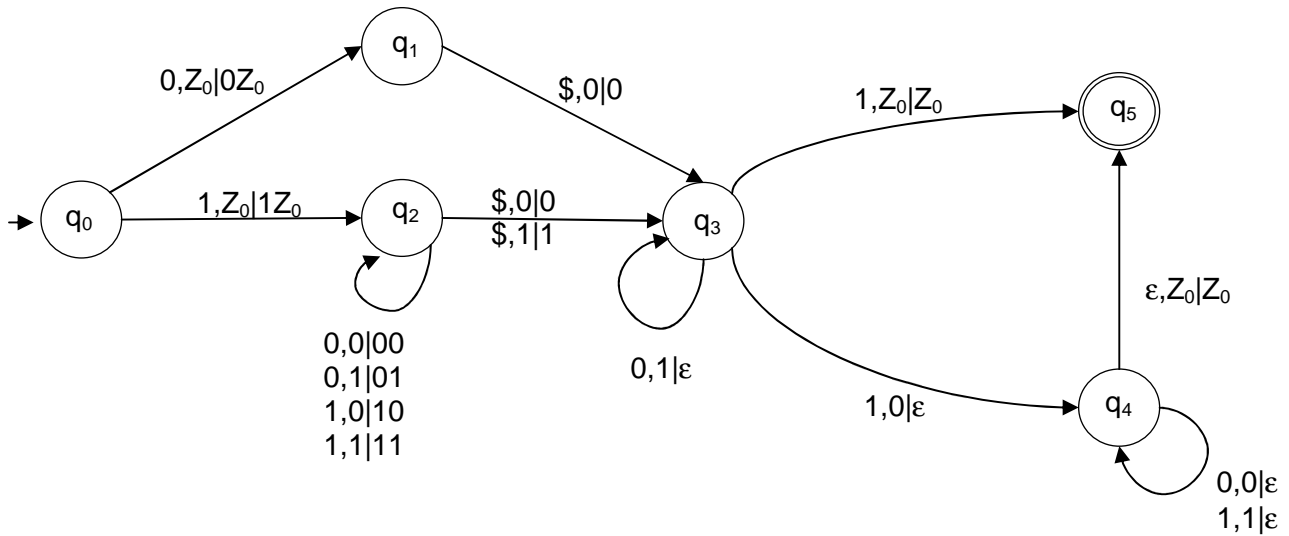 q₁
0,Z₀|0Z₀
$,0|0
1,Z₀|Z₀
q₅
q₀
1,Z₀|1Z₀
q₂
$,0|0
$,1|1
q₃
ε,Z₀|Z₀
0,0|00
0,1|01
1,0|10
1,1|11
0,1|ε
1,0|ε
q₄
0,0|ε
1,1|ε